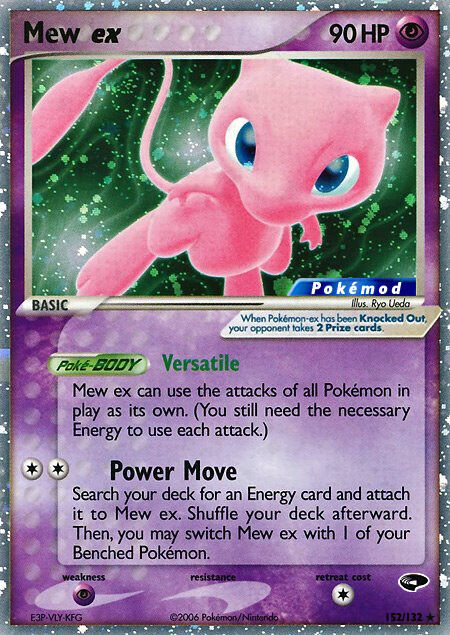 Mew ex 90 HP
Pokémod
BASIC
Illus. Ryo Ueda
When Pokémon-ex has been Knocked Out,
your opponent takes 2 Prize cards.
Poké-BODY Versatile
Mew ex can use the attacks of all Pokémon in
play as its own. (You still need the necessary
Energy to use each attack.)
Power Move
Search your deck for an Energy card and attach
it to Mew ex. Shuffle your deck afterward.
Then, you may switch Mew ex with 1 of your
Benched Pokémon.
weakness resistance retreat cost
E3P-VLY-KFG ©2006 Pokémon/Nintendo 152/132 ★